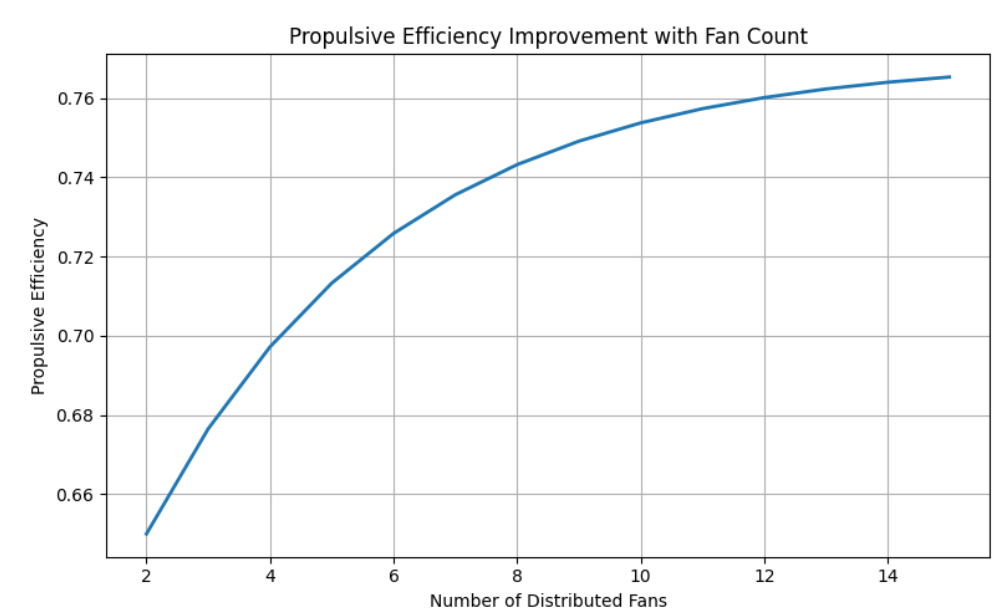 Propulsive Efficiency Improvement with Fan Count
Propulsive Efficiency
0.76
0.74
0.72
0.70
0.68
0.66
2 4 6 8 10 12 14
Number of Distributed Fans